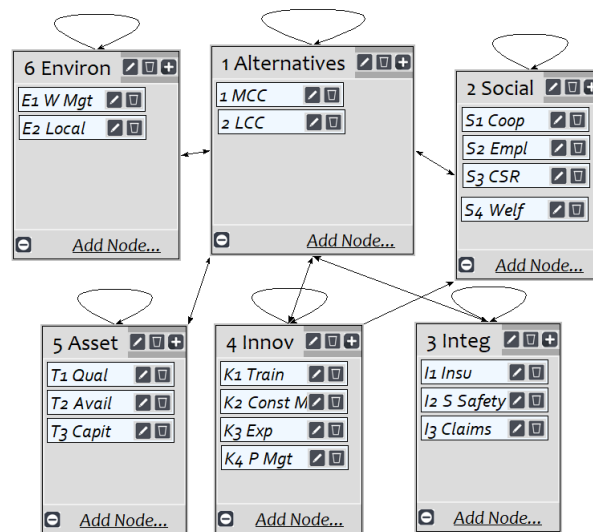 6 Environ
E1 W Mgt
E2 Local
Add Node...
1 Alternatives
1 MCC
2 LCC
Add Node...
2 Social
S1 Coop
S2 Empl
S3 CSR
S4 Welf
Add Node...
5 Asset
T1 Qual
T2 Avail
T3 Capit
Add Node...
4 Innov
K1 Train
K2 Const M
K3 Exp
K4 P Mgt
Add Node...
3 Integ
I1 Insu
I2 S Safety
I3 Claims
Add Node...